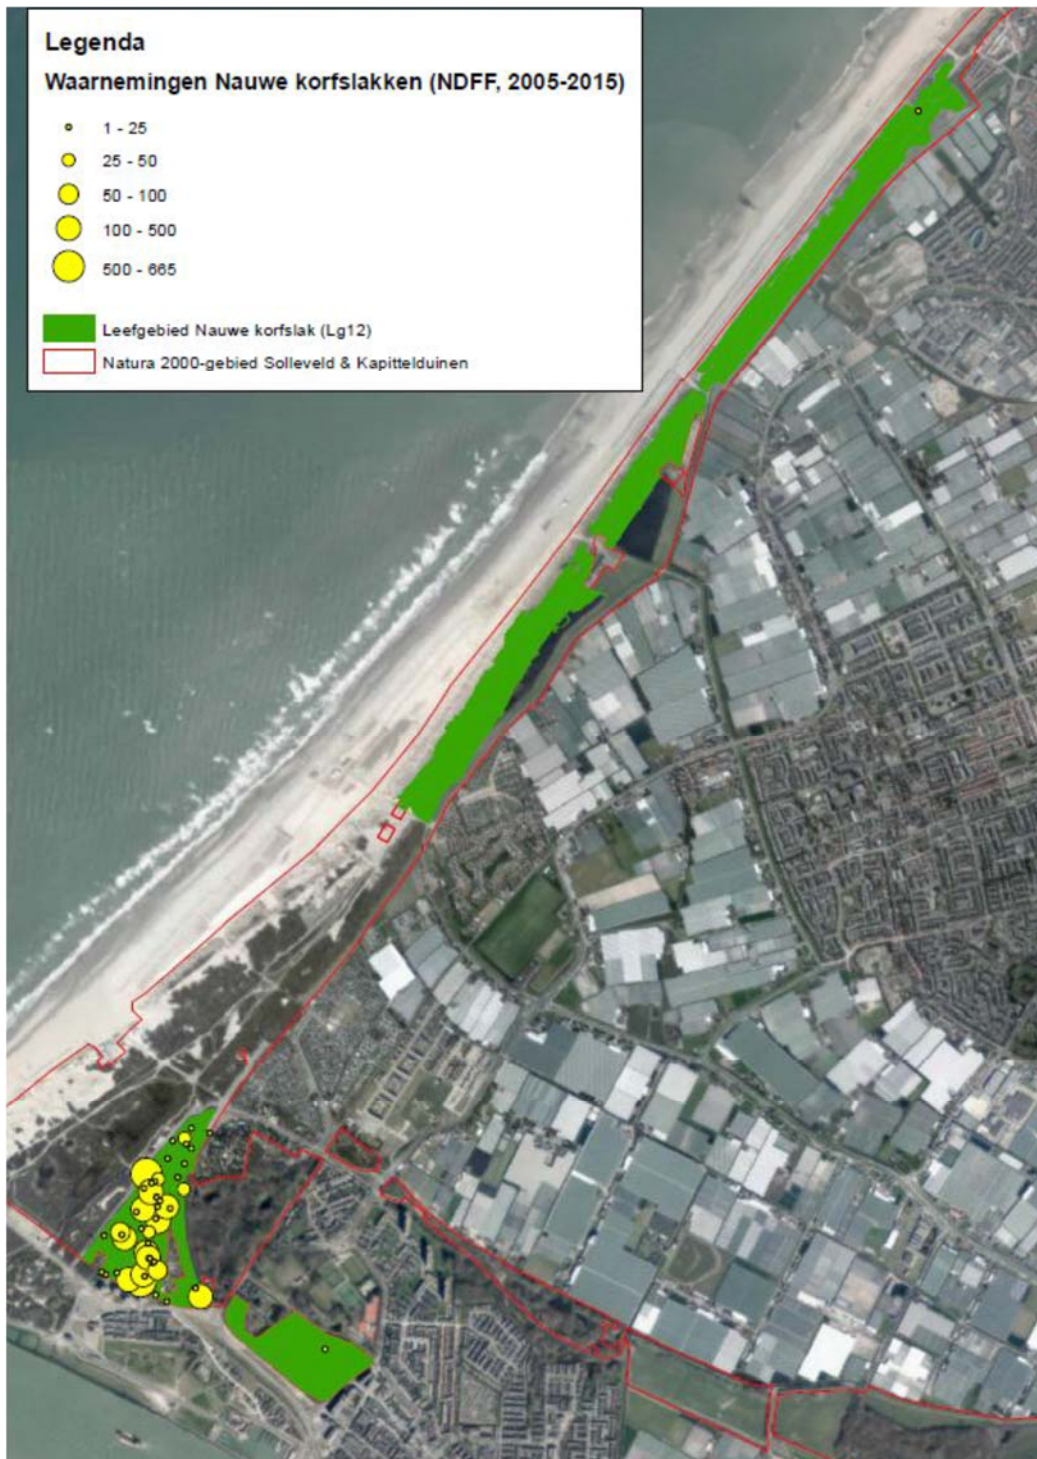 Legenda
Waarnemingen Nauwe korfslakken (NDFF, 2005-2015)
1 - 25
25 - 50
50 - 100
100 - 500
500 - 665
Leefgebied Nauwe korfslak (Lg12)
Natura 2000-gebied Solleveld & Kapittelduinen